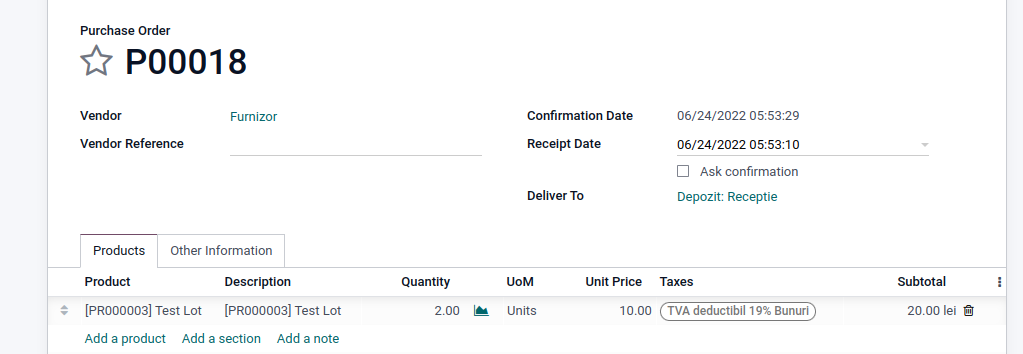 Purchase Order
P00018
Vendor Furnizor Confirmation Date 06/24/2022 05:53:29
Vendor Reference Receipt Date 06/24/2022 05:53:10
Ask confirmation
Deliver To Depozit: Receptie
Products Other Information
Product Description Quantity UoM Unit Price Taxes Subtotal
[PR000003] Test Lot [PR000003] Test Lot 2.00 Units 10.00 TVA deductibil 19% Bunuri 20.00 lei
Add a product Add a section Add a note